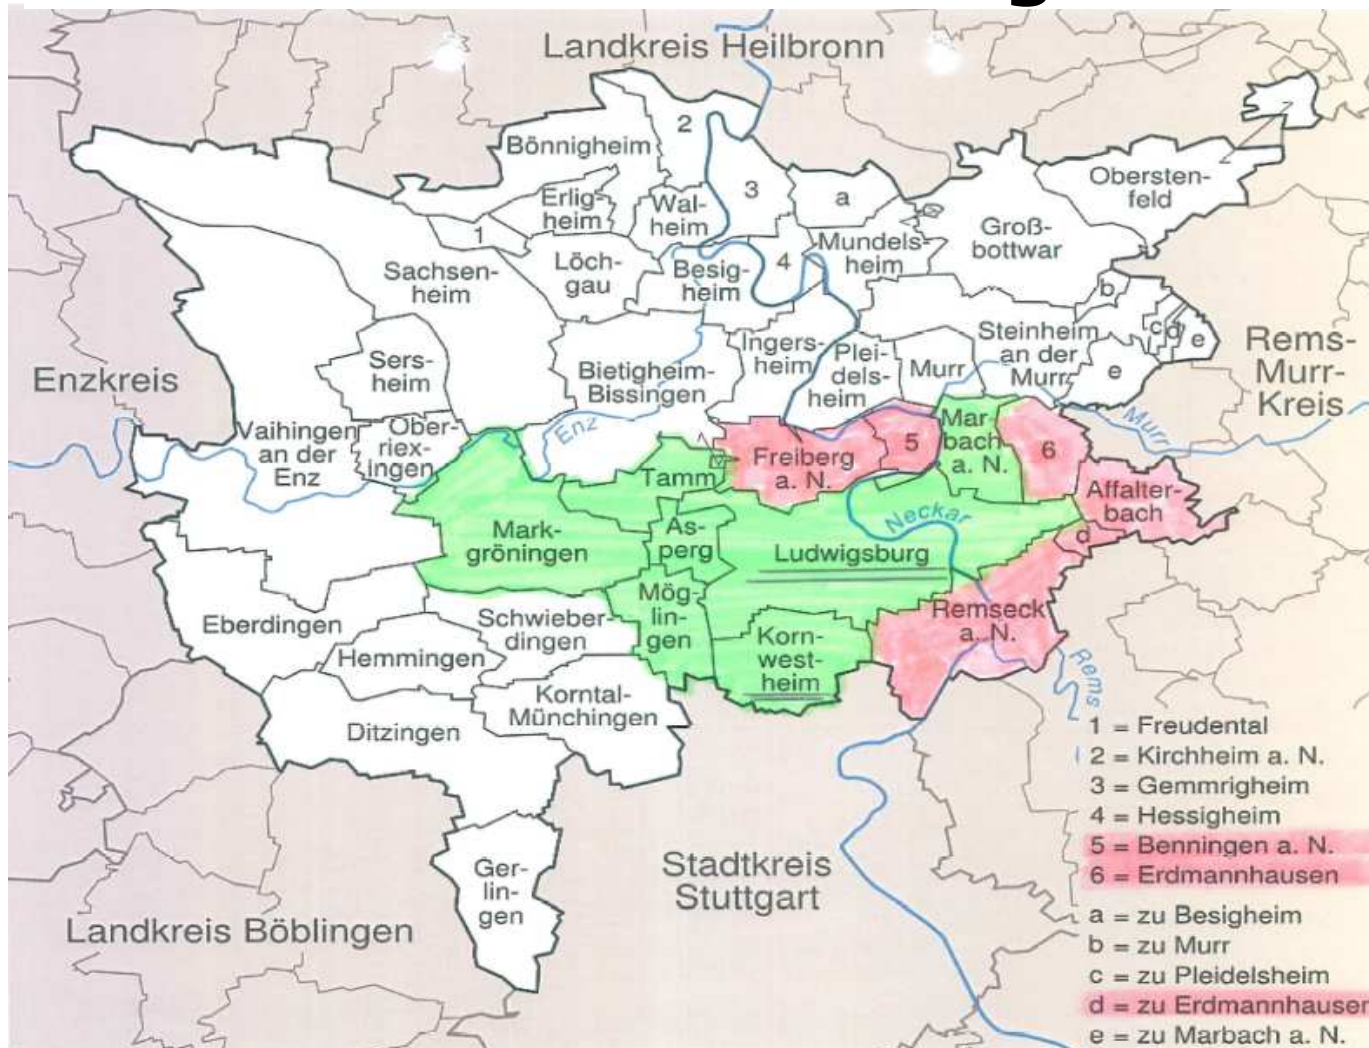 Landkreis Heilbronn
2
Bönnigheim
3
a
Obersten-
feld
Erlig-
heim
Wal-
heim
Groß-
bottwar
1
Mundels-
heim
Löch-
gau
4
Sachsen-
heim
Besig-
heim
b
Steinheim
an der
Murr
c
d
e
Rems-
Murr-
Kreis
Ingers-
heim
Plei-
dels-
heim
Murr
Sers-
heim
e
Enzkreis
Bietigheim-
Bissingen
Murr
Enz
Vaihingen
an der
Enz
Ober-
riex-
ingen
Mar-
bach
a. N.
5
6
Freiberg
a. N.
Tamm
Affalter-
bach
Neckar
Mark-
gröningen
As-
perg
Ludwigsburg
d
Mög-
lin-
gen
Remseck
a. N.
Eberdingen
Schwieber-
dingen
Korn-
west-
heim
Hemmingen
Rems
Korntal-
Münchingen
Ditzingen
1 = Freudental
2 = Kirchheim a. N.
3 = Gemmrigheim
4 = Hessigheim
5 = Benningen a. N.
6 = Erdmannhausen
Stadtkreis
Stuttgart
Ger-
lin-
gen
a = zu Besigheim
b = zu Murr
c = zu Pleidelsheim
d = zu Erdmannhausen
e = zu Marbach a. N.
Landkreis Böblingen